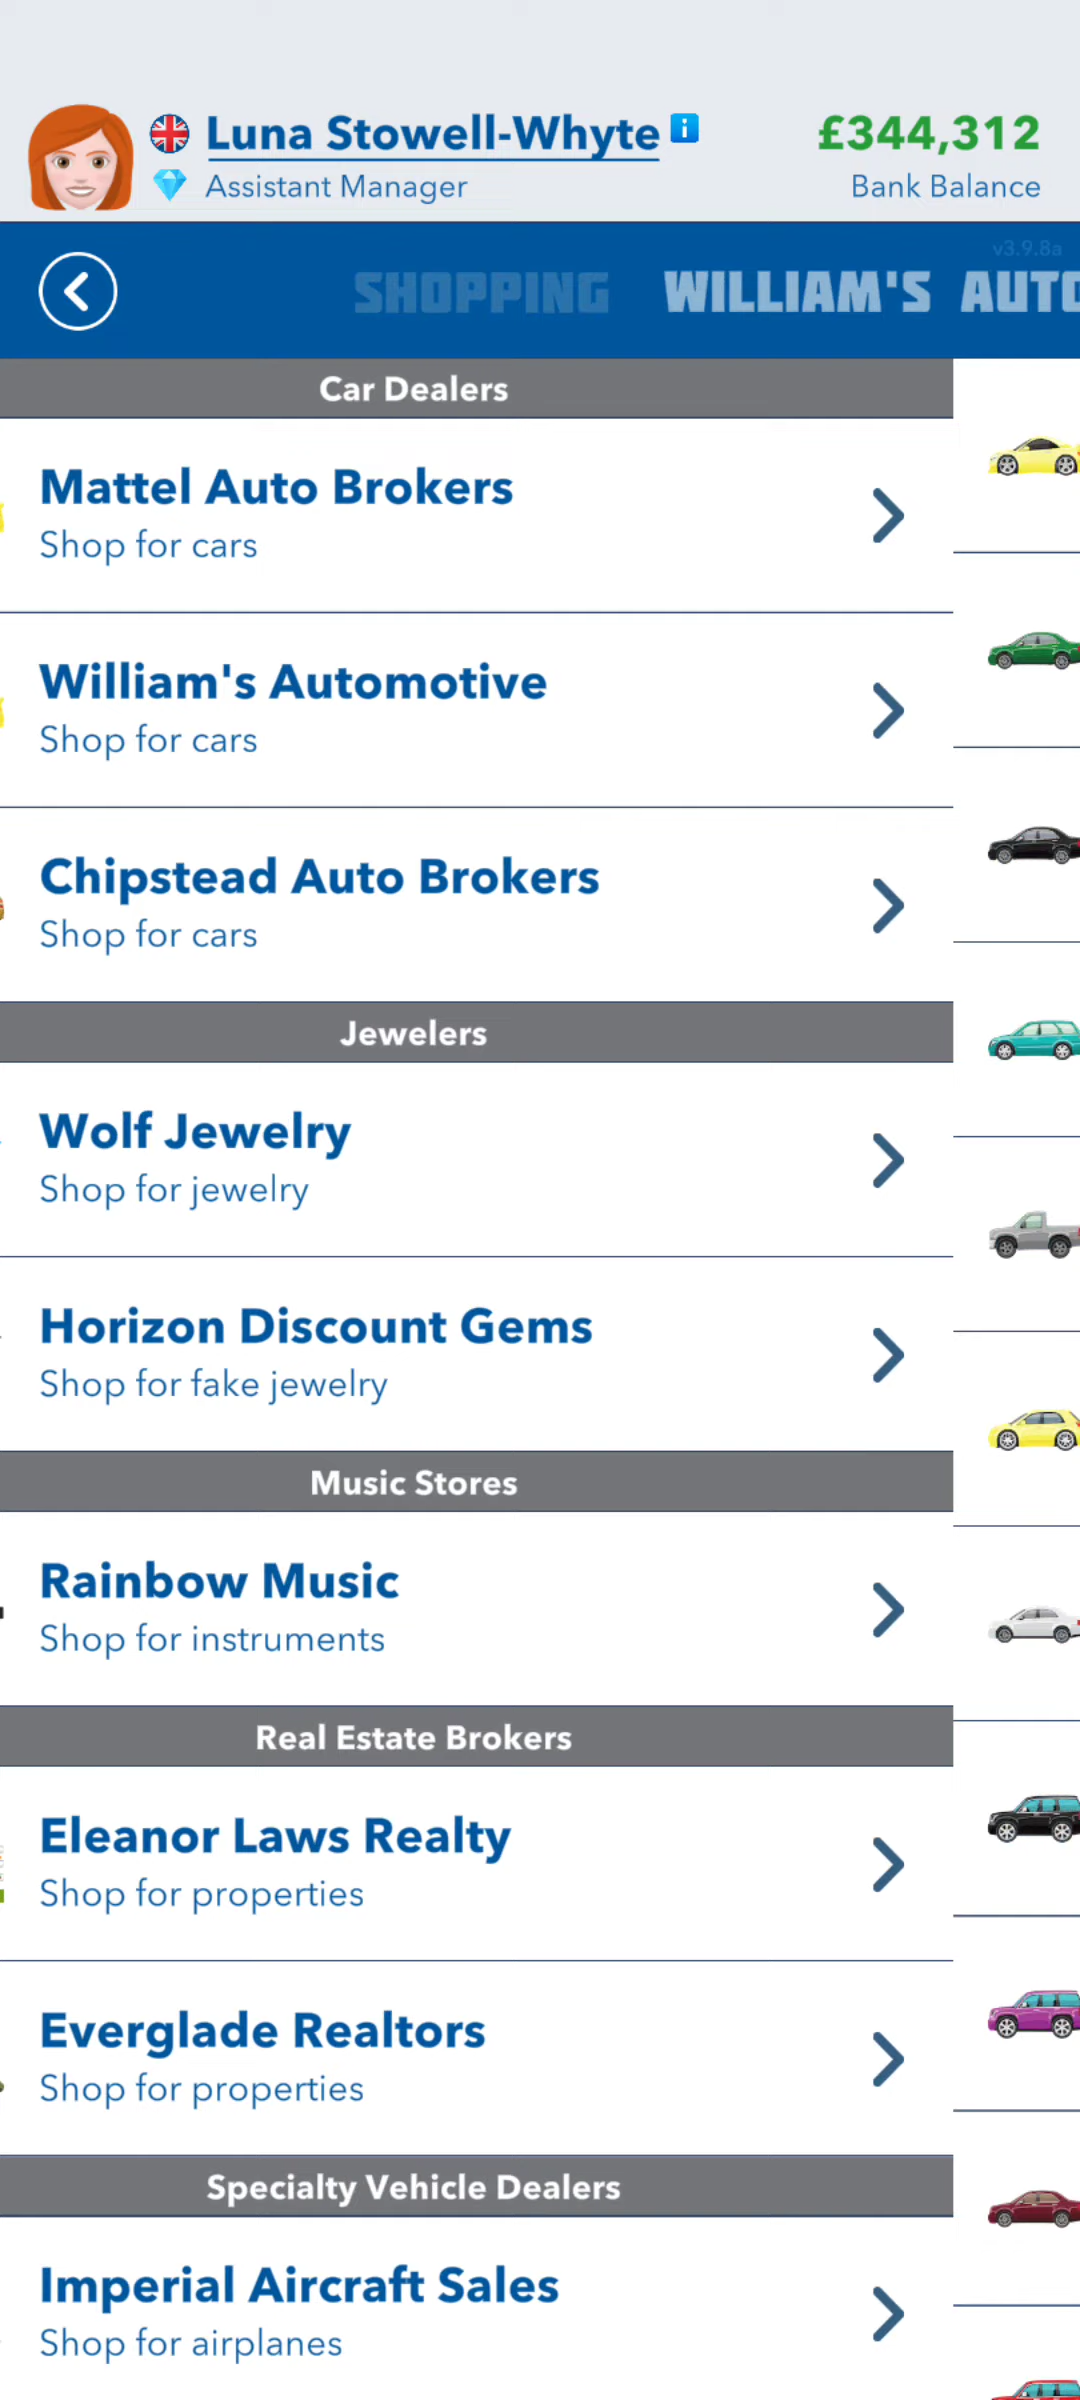 Luna Stowell-Whyte
£344,312
Assistant Manager
Bank Balance
v3.9.8a
SHOPPING
WILLIAM'S AUTO
Car Dealers
Mattel Auto Brokers
Shop for cars
William's Automotive
Shop for cars
Chipstead Auto Brokers
Shop for cars
Jewelers
Wolf Jewelry
Shop for jewelry
Horizon Discount Gems
Shop for fake jewelry
Music Stores
Rainbow Music
Shop for instruments
Real Estate Brokers
Eleanor Laws Realty
Shop for properties
Everglade Realtors
Shop for properties
Specialty Vehicle Dealers
Imperial Aircraft Sales
Shop for airplanes